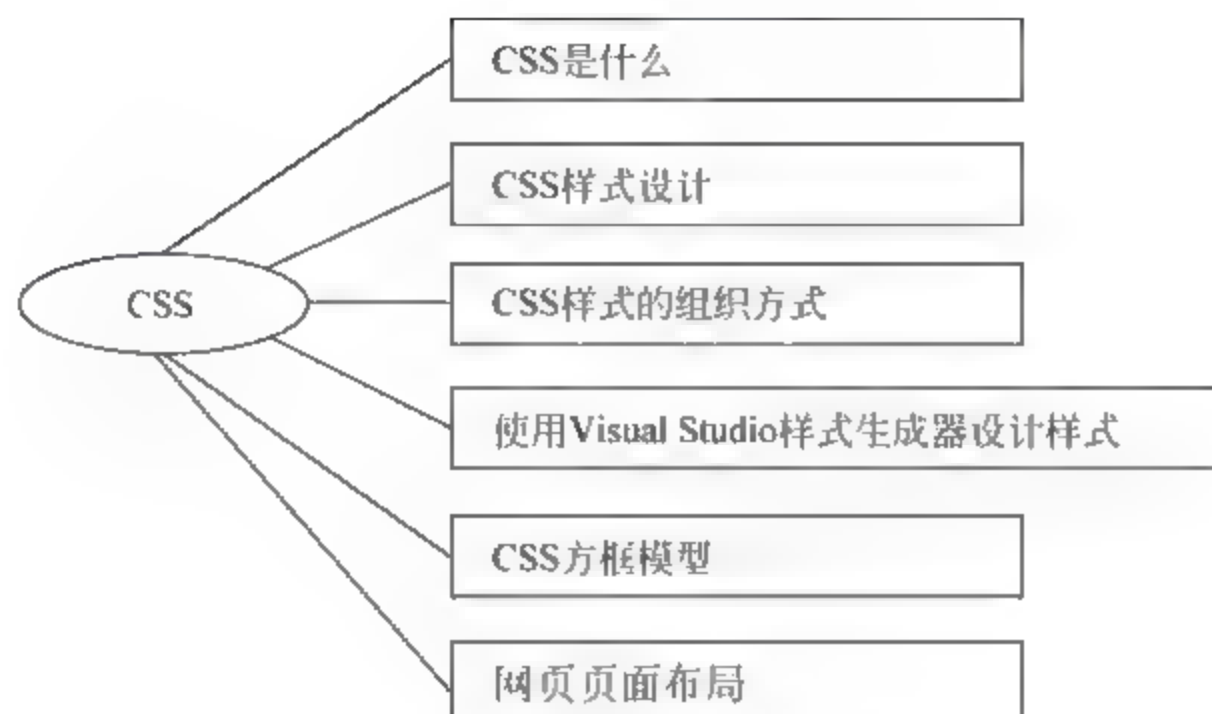 CSS是什么
CSS样式设计
CSS
CSS样式的组织方式
使用Visual Studio样式生成器设计样式
CSS方框模型
网页页面布局